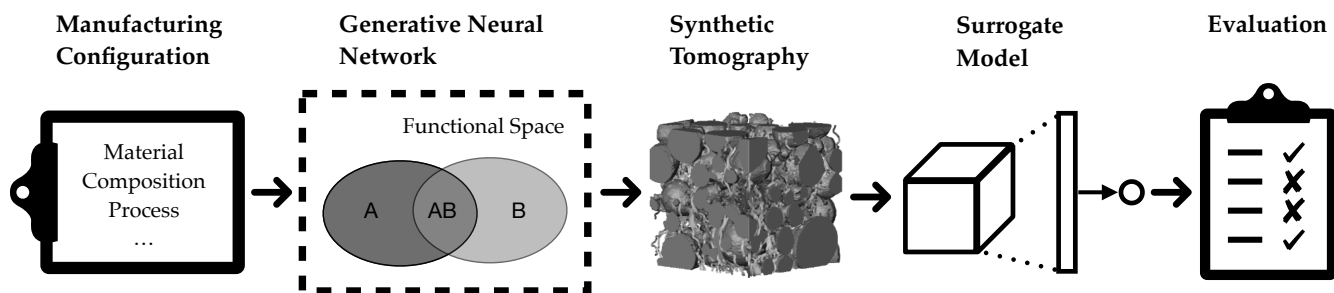 Manufacturing
Configuration
Generative Neural
Network
Synthetic
Tomography
Surrogate
Model
Evaluation
Material
Composition
Process
...
Functional Space
A
AB
B